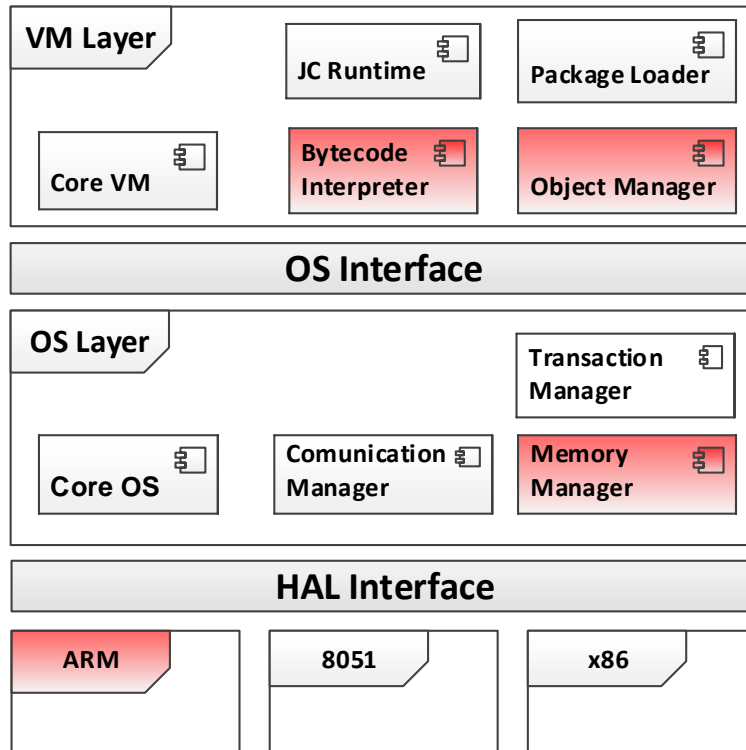 VM Layer
JC Runtime
Package Loader
Core VM
Bytecode
Interpreter
Object Manager
OS Interface
OS Layer
Transaction
Manager
Core OS
Comunication
Manager
Memory
Manager
HAL Interface
ARM
8051
x86